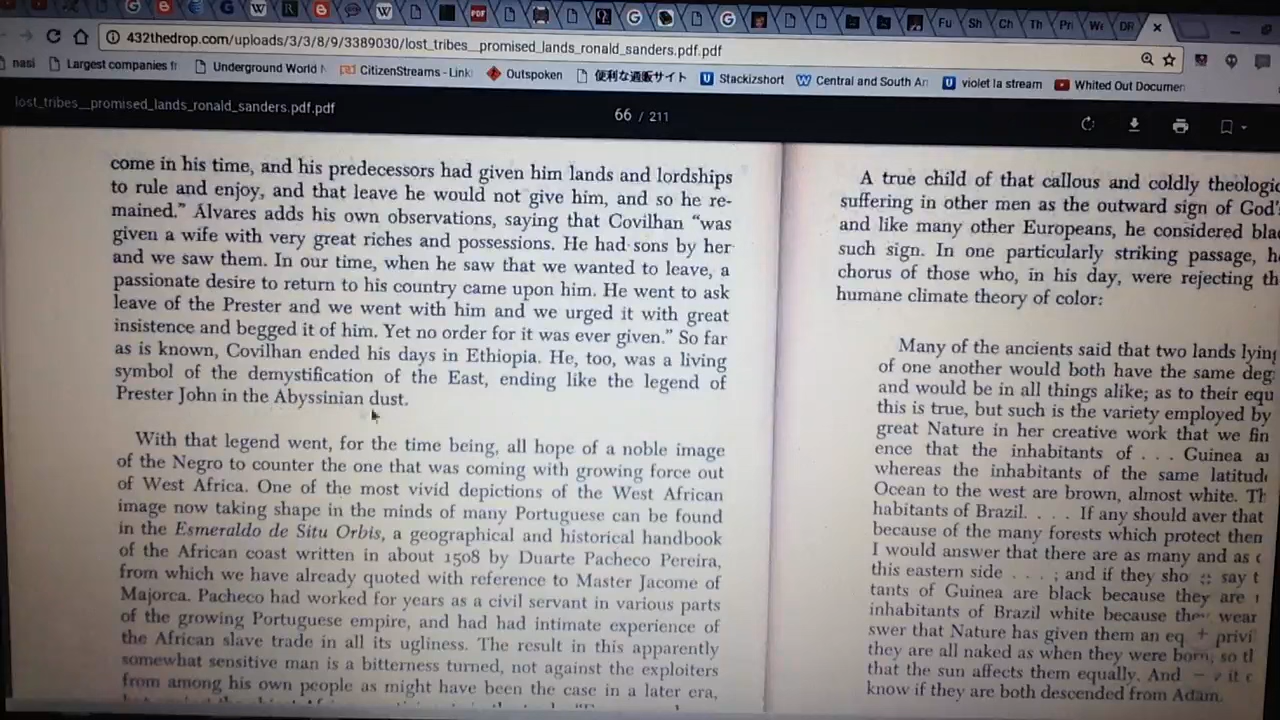 Fu
Sh
Ch
Th
Pri
We
DR
432thedrop.com/uploads/3/3/8/9/3389030/lost_tribes__promised_lands_ronald_sanders.pdf.pdf
nasi
Largest companies fr
Underground World
CitizenStreams - Link
Outspoken
便利な通販サイト
Stackizshort
Central and South Am
violet la stream
Whited Out Documen
lost_tribes__promised_lands_ronald_sanders.pdf.pdf
66 / 211
come in his time, and his predecessors had given him lands and lordships
to rule and enjoy, and that leave he would not give him, and so he re-
mained.” Álvares adds his own observations, saying that Covilhan “was
given a wife with very great riches and possessions. He had sons by her
and we saw them. In our time, when he saw that we wanted to leave, a
passionate desire to return to his country came upon him. He went to ask
leave of the Prester and we went with him and we urged it with great
insistence and begged it of him. Yet no order for it was ever given.” So far
as is known, Covilhan ended his days in Ethiopia. He, too, was a living
symbol of the demystification of the East, ending like the legend of
Prester John in the Abyssinian dust.
With that legend went, for the time being, all hope of a noble image
of the Negro to counter the one that was coming with growing force out
of West Africa. One of the most vivid depictions of the West African
image now taking shape in the minds of many Portuguese can be found
in the Esmeraldo de Situ Orbis, a geographical and historical handbook
of the African coast written in about 1508 by Duarte Pacheco Pereira,
from which we have already quoted with reference to Master Jacome of
Majorca. Pacheco had worked for years as a civil servant in various parts
of the growing Portuguese empire, and had had intimate experience of
the African slave trade in all its ugliness. The result in this apparently
somewhat sensitive man is a bitterness turned, not against the exploiters
from among his own people as might have been the case in a later era,
A true child of that callous and coldly theologic
suffering in other men as the outward sign of God's
and like many other Europeans, he considered bla
such sign. In one particularly striking passage, h
chorus of those who, in his day, were rejecting th
humane climate theory of color:
Many of the ancients said that two lands lying
of one another would both have the same deg
and would be in all things alike; as to their equ
this is true, but such is the variety employed by
great Nature in her creative work that we fin
ence that the inhabitants of . . . Guinea ar
whereas the inhabitants of the same latitude
Ocean to the west are brown, almost white. Th
habitants of Brazil. . . . If any should aver that
because of the many forests which protect them
I would answer that there are as many and as
this eastern side . . . ; and if they sho say t
tants of Guinea are black because they are
inhabitants of Brazil white because they wear
swer that Nature has given them an eq privi
they are all naked as when they were born; so
that the sun affects them equally. And it
know if they are both descended from Adam.